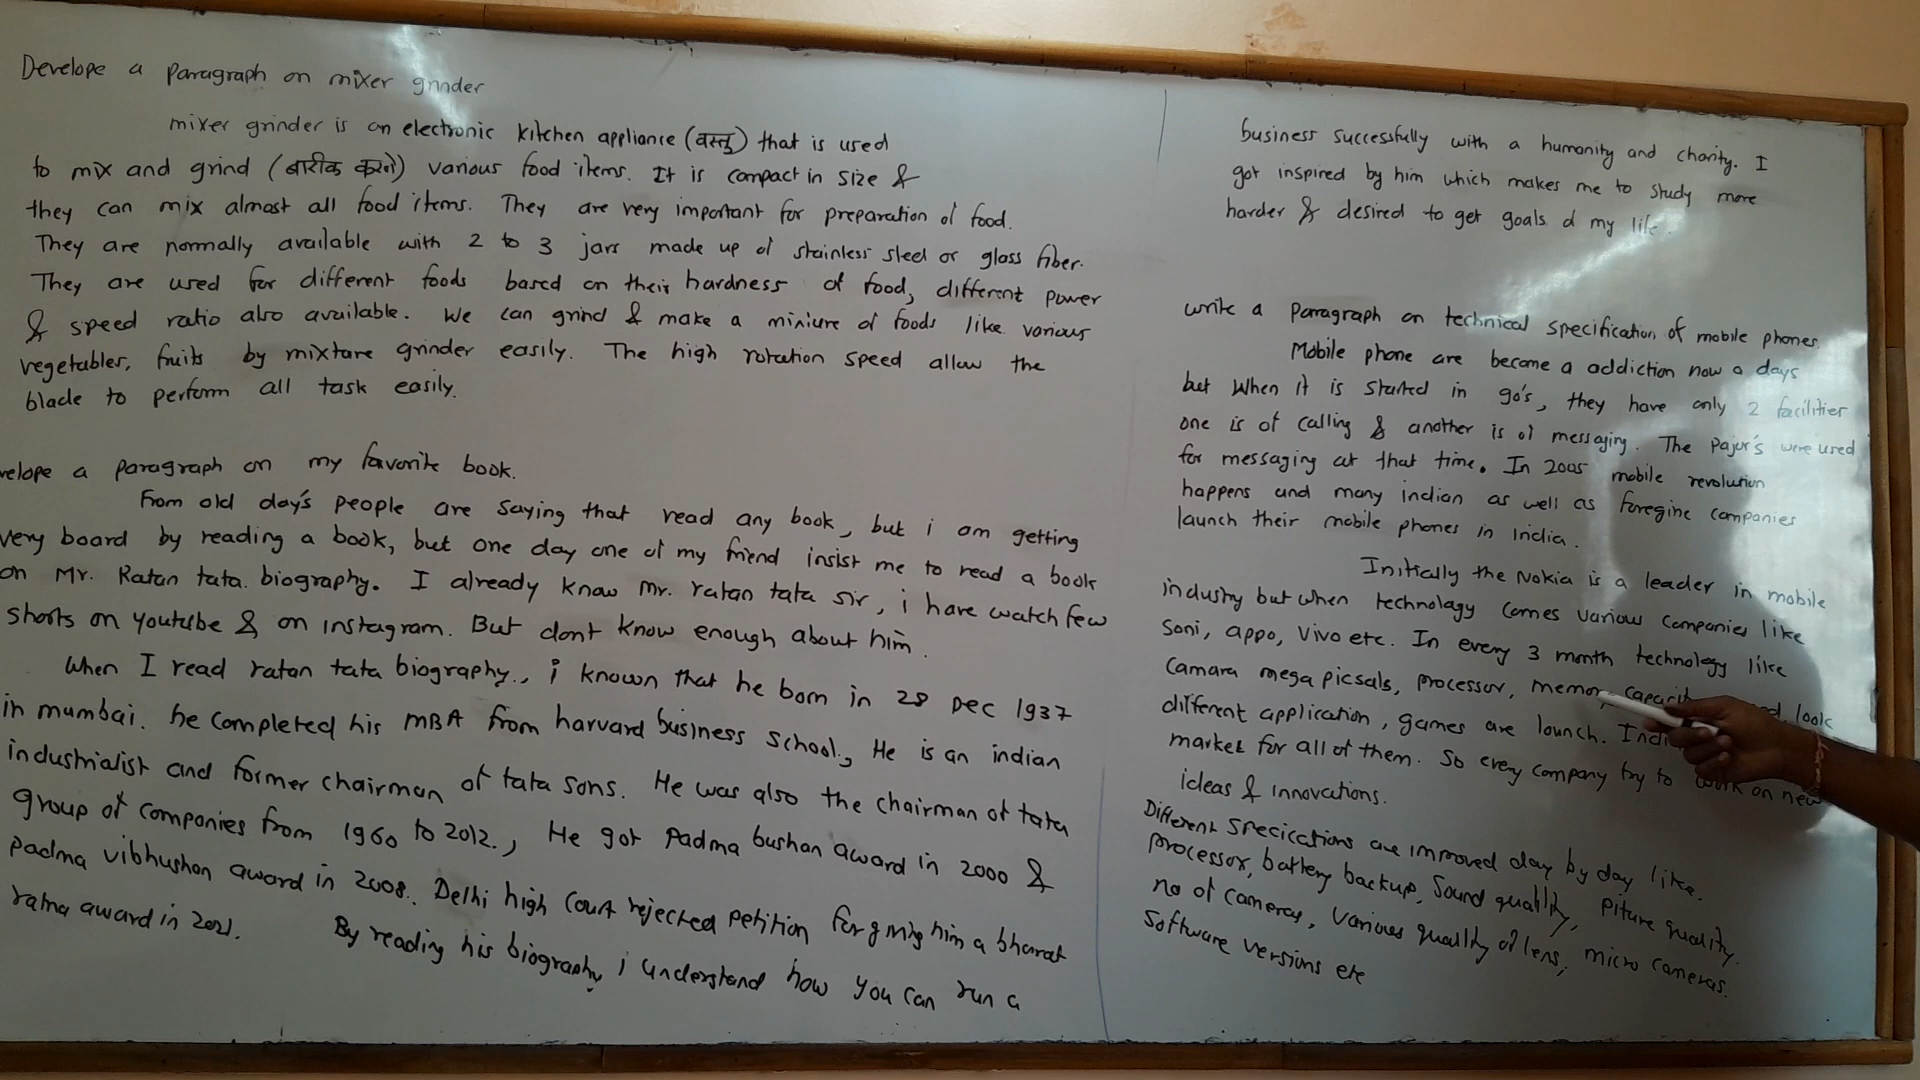 Develope a paragraph on mixer grinder
mixer grinder is an electronic kitchen appliance (वस्तू) that is used
to mix and grind (बारीक करणे) various food items. It is compact in size &
they can mix almost all food items. They are very important for preparation of food.
They are normally available with 2 to 3 jars made up of stainless steel or glass fiber.
They are used for different foods based on their hardness of food, different power
& speed ratio also available. We can grind & make a mixture of foods like various
vegetables, fruits by mixture grinder easily. The high rotation speed allow the
blade to perform all task easily.
velope a paragraph on my favorite book.
From old day's people are saying that read any book, but i am getting
very board by reading a book, but one day one of my friend insist me to read a book
on Mr. Ratan tata biography. I already know mr. ratan tata sir, i have watch few
shorts on youtube & on instagram. But dont know enough about him.
When I read ratan tata biography., i known that he born in 28 Dec 1937
in mumbai. he completed his MBA from harvard business school., He is an indian
industrialist and former chairman of tata sons. He was also the chairman of tata
group of companies from 1960 to 2012., He got Padma bushan award in 2000 &
padma vibhushan award in 2008. Delhi high court rejected petition for giving him a bharat
ratna award in 2021. By reading his biography i understand how you can run a
business successfully with a humanity and charity. I
got inspired by him which makes me to study more
harder & desired to get goals of my life.
write a paragraph on technical specification of mobile phones.
Mobile phone are become a addiction now a days
but When it is started in 90's, they have only 2 facilitier
one is of calling & another is of messaging. The Pajer's were used
for messaging at that time. In 2005 mobile revolution
happens and many indian as well as foregine companies
launch their mobile phones in India.
Initially the Nokia is a leader in mobile
industry but when technology comes various companies like
Soni, appo, Vivo etc. In every 3 month technology like
camara mega picsals, processor, memory look
different application, games are lounch.
market for all of them. So every company try to work on new
ideas & innovations.
Different specications are improved day by day like.
processor, battery backup, Sound quality, piture quality.
no of cameras, various quality of lens, micro cameras.
Software versions etc